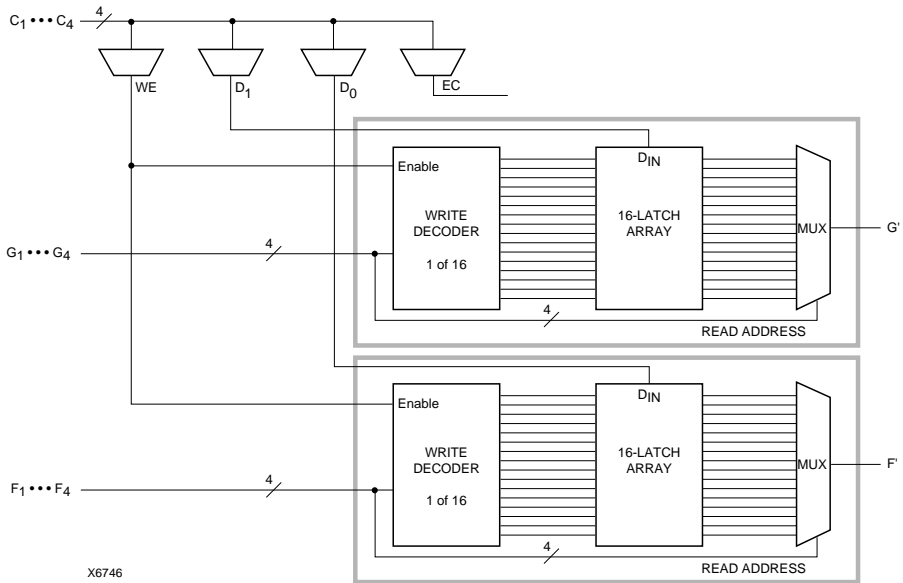 C1 ••• C4 4
WE D1 D0 EC
Enable DIN
WRITE DECODER 1 of 16
16-LATCH ARRAY
MUX G'
G1 ••• G4 4
4
READ ADDRESS
Enable DIN
WRITE DECODER 1 of 16
16-LATCH ARRAY
MUX F'
F1 ••• F4 4
4
READ ADDRESS
X6746